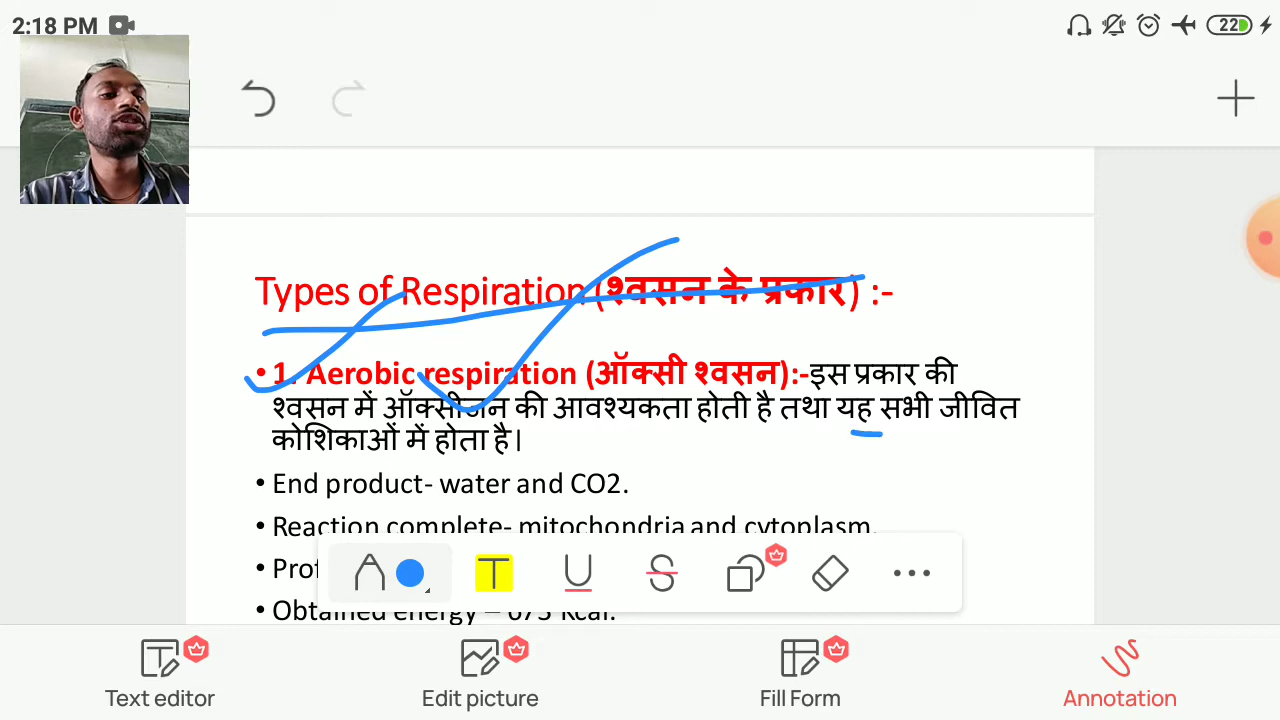 2:18 PM
22
Types of Respiration (श्वसन के प्रकार) :-
• 1. Aerobic respiration (ऑक्सी श्वसन):-इस प्रकार की
श्वसन में ऑक्सीजन की आवश्यकता होती है तथा यह सभी जीवित
कोशिकाओं में होता है।
• End product- water and CO2.
• Reaction complete- mitochondria and cytoplasm.
•
• Obtained energy – 673 Kcal.
T
U
S
Text editor
Edit picture
Fill Form
Annotation